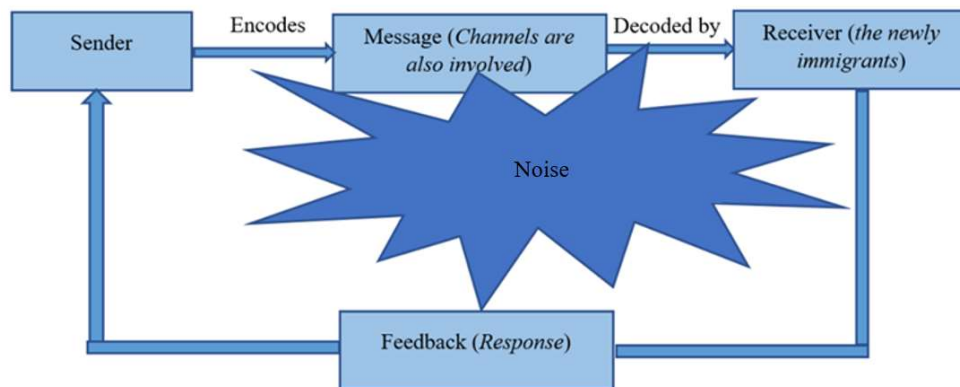 Sender
Encodes
Message (Channels are
also involved)
Decoded by
Receiver (the newly
immigrants)
Noise
Feedback (Response)